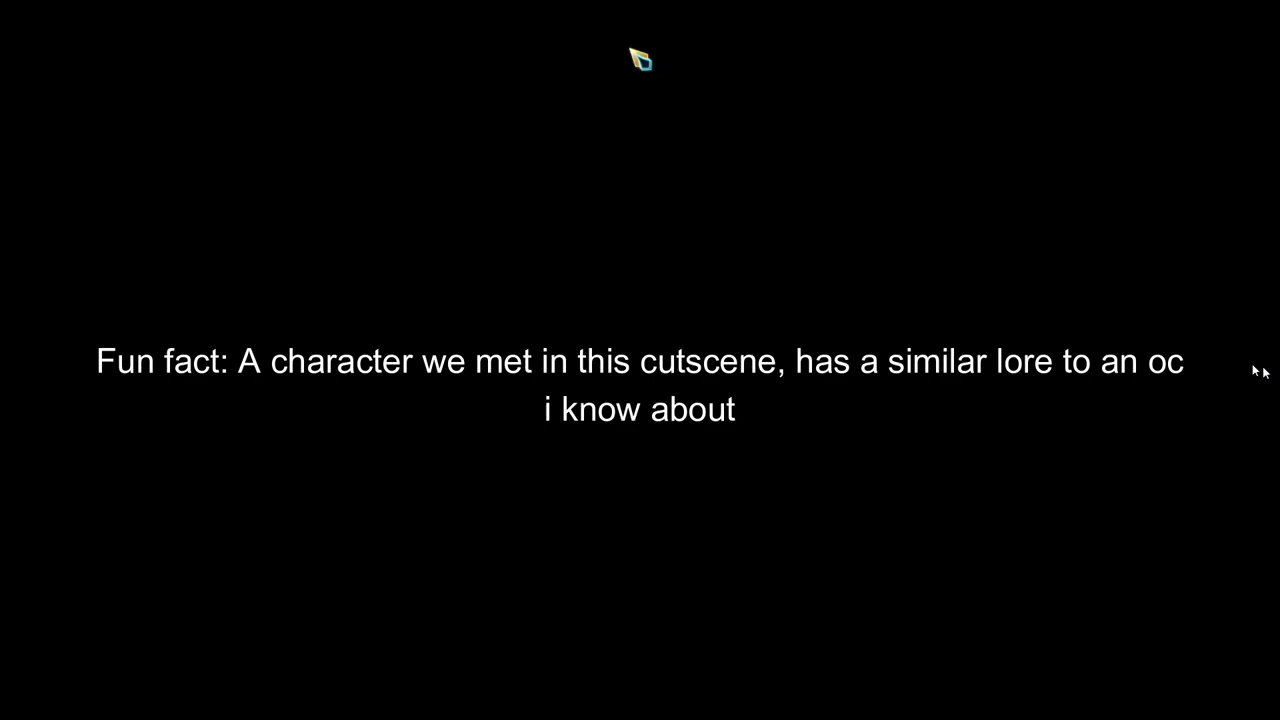 Fun fact: A character we met in this cutscene, has a similar lore to an oc
i know about